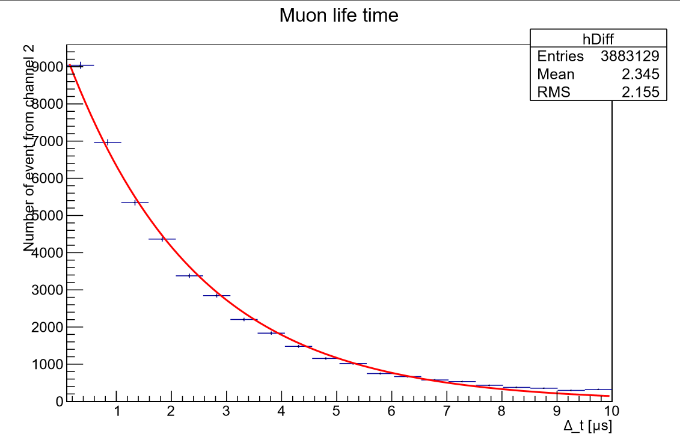 Muon life time
hDiff
Entries 3883129
Mean 2.345
RMS 2.155
Number of event from channel 2
9000
8000
7000
6000
5000
4000
3000
2000
1000
0
1 2 3 4 5 6 7 8 9 10
Δ_t [µs]